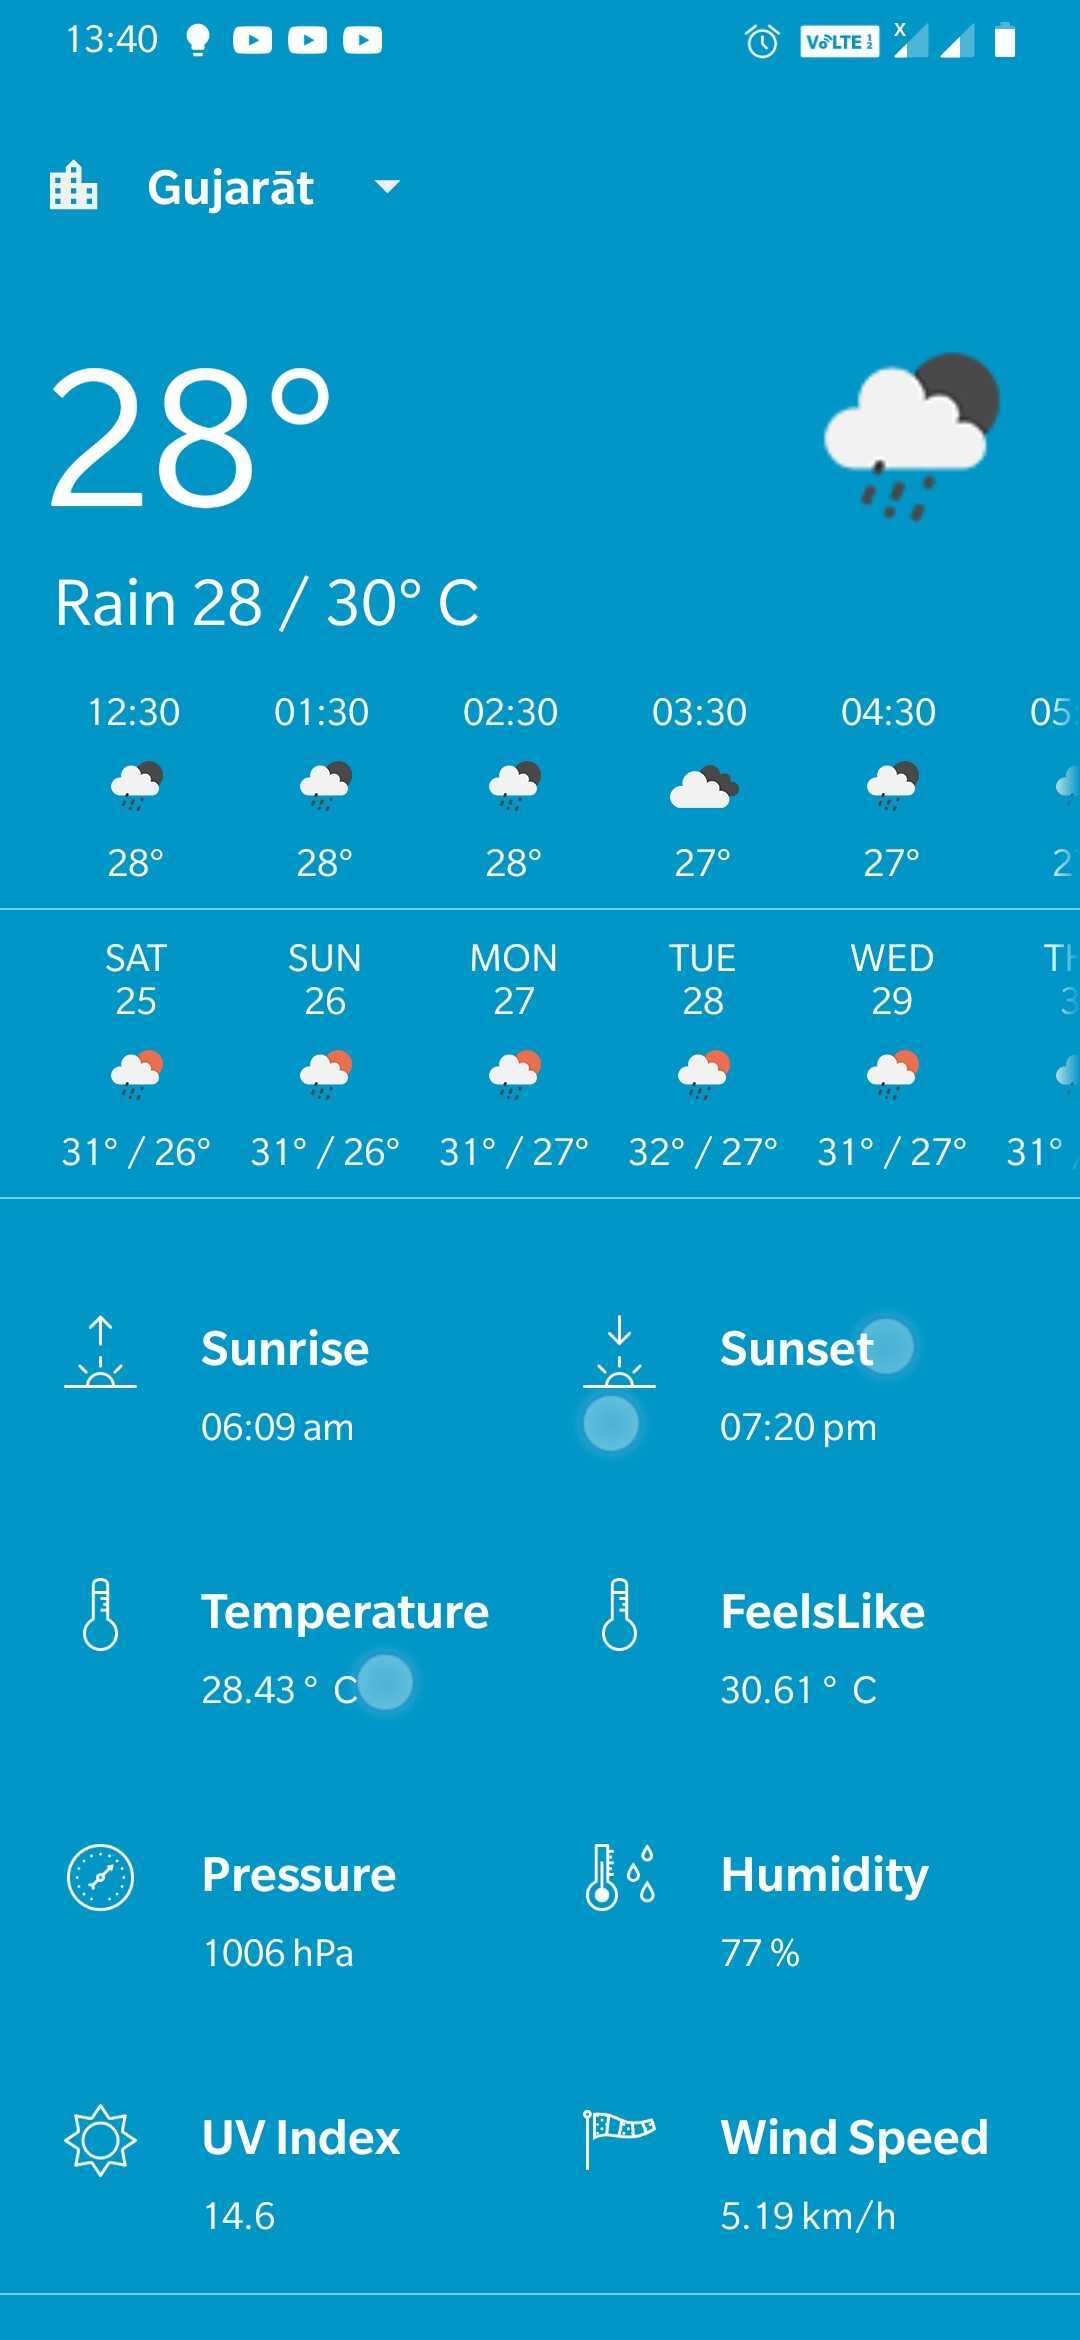 13:40 VoLTE
Gujarāt
28°
Rain 28 / 30° C
12:30 01:30 02:30 03:30 04:30 05:
28° 28° 28° 27° 27°
SAT SUN MON TUE WED
25 26 27 28 29
31° / 26° 31° / 26° 31° / 27° 32° / 27° 31° / 27° 31° /
Sunrise Sunset
06:09 am 07:20 pm
Temperature FeelsLike
28.43 ° C 30.61 ° C
Pressure Humidity
1006 hPa 77 %
UV Index Wind Speed
14.6 5.19 km/h